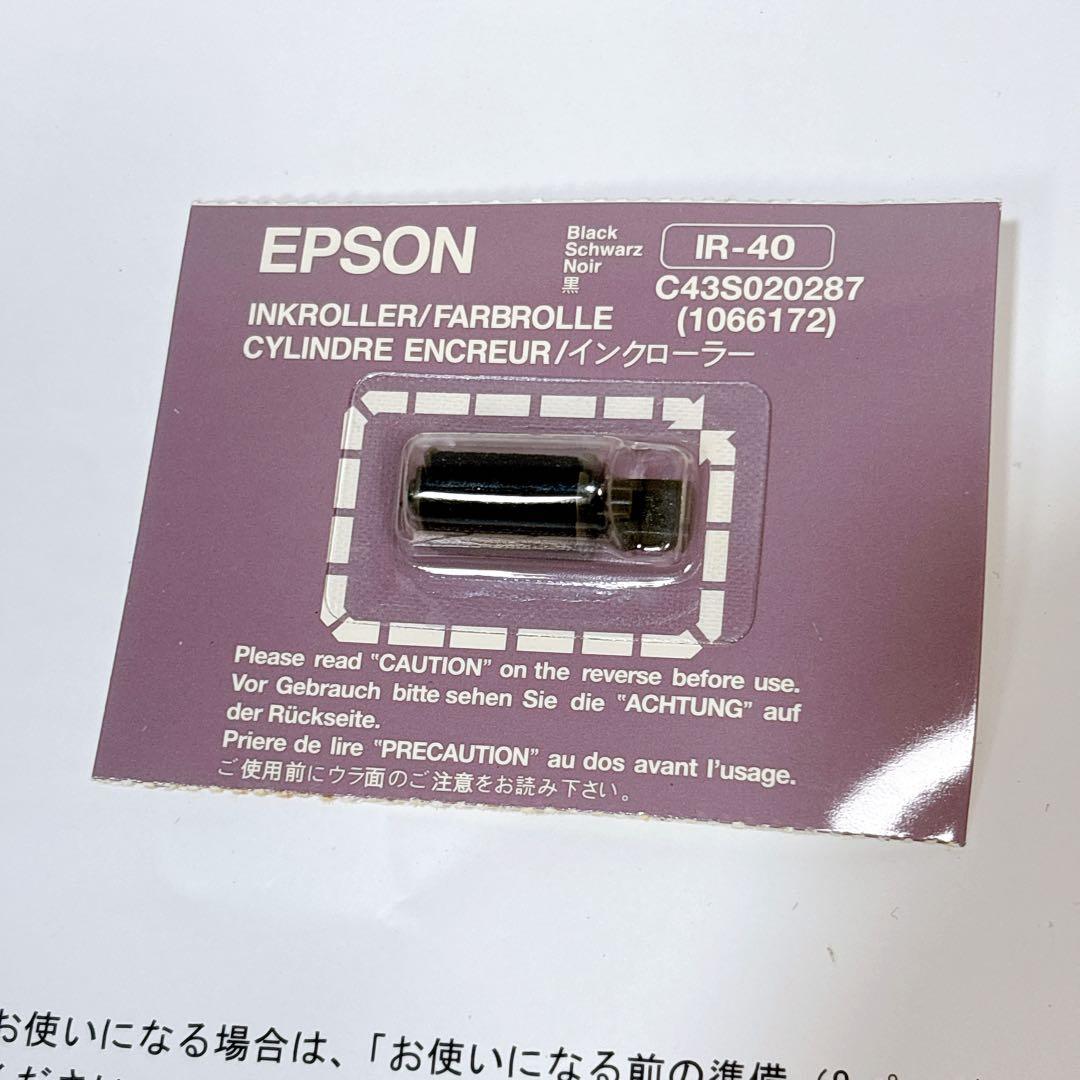 EPSON
Black
Schwarz
Noir
黒
IR-40
C43S020287
(1066172)
INKROLLER/FARBROLLE
CYLINDRE ENCREUR/インクローラー
Please read "CAUTION" on the reverse before use.
Vor Gebrauch bitte sehen Sie die "ACHTUNG" auf
der Rückseite.
Priere de lire "PRECAUTION" au dos avant l'usage.
ご使用前にウラ面のご注意をお読み下さい。
お使いになる場合は、「お使いになる前の準備